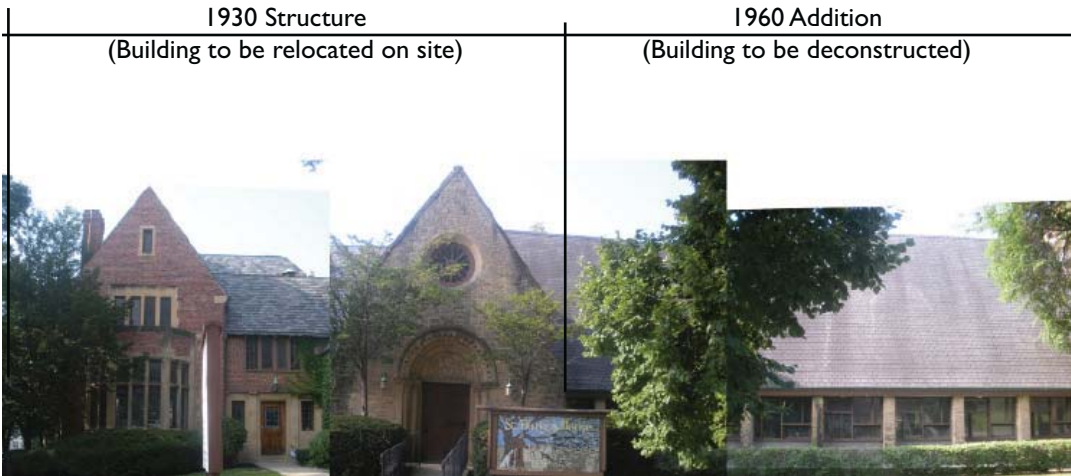 1930 Structure
1960 Addition
(Building to be relocated on site)
(Building to be deconstructed)